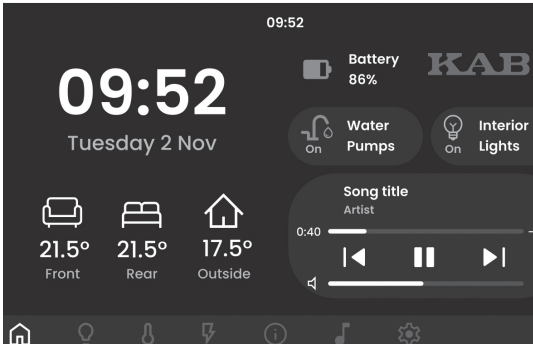 09:52
09:52
Tuesday 2 Nov
21.5°
Front
21.5°
Rear
17.5°
Outside
Battery
86%
KAB
On
Water
Pumps
On
Interior
Lights
Song title
Artist
0:40